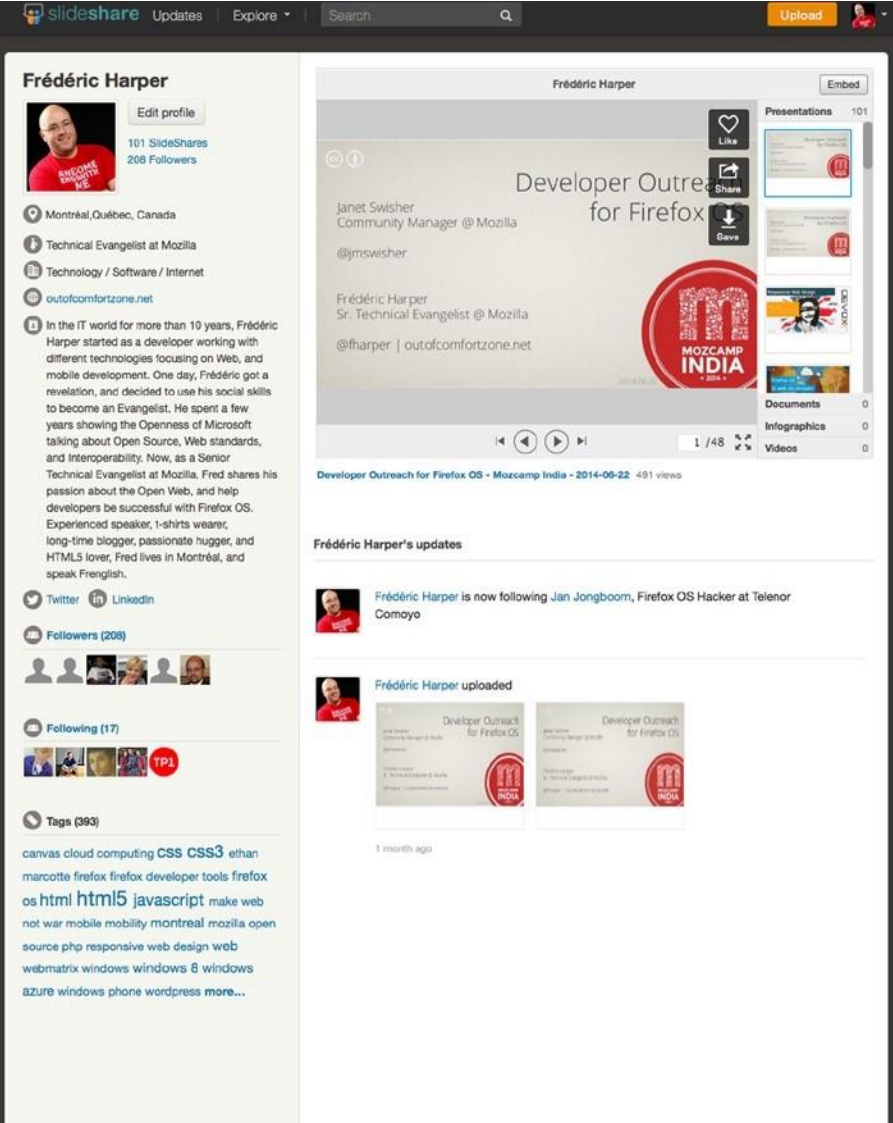 slideshare Updates Explore Search Upload
Frédéric Harper
Edit profile
101 SlideShares
208 Followers
Montréal,Québec, Canada
Technical Evangelist at Mozilla
Technology / Software / Internet
outofcomfortzone.net
In the IT world for more than 10 years, Frédéric
Harper started as a developer working with
different technologies focusing on Web, and
mobile development. One day, Frédéric got a
revelation, and decided to use his social skills
to become an Evangelist. He spent a few
years showing the Openness of Microsoft
talking about Open Source, Web standards,
and Interoperability. Now, as a Senior
Technical Evangelist at Mozilla, Fred shares his
passion about the Open Web, and help
developers be successful with Firefox OS.
Experienced speaker, t-shirts wearer,
long-time blogger, passionate hugger, and
HTML5 lover, Fred lives in Montréal, and
speak Frenglish.
Twitter LinkedIn
Followers (208)
Following (17)
TP1
Tags (393)
canvas cloud computing css css3 ethan
marcotte firefox firefox developer tools firefox
os html html5 javascript make web
not war mobile mobility montreal mozilla open
source php responsive web design web
webmatrix windows windows 8 windows
azure windows phone wordpress more...
Frédéric Harper
Embed
Like
Share
Save
Developer Outreach
for Firefox OS
Janet Swisher
Community Manager @ Mozilla
@jmswisher
Frédéric Harper
Sr. Technical Evangelist @ Mozilla
@fharper | outofcomfortzone.net
m
MOZCAMP
INDIA
• 2014 •
1 /48
Presentations 101
Documents 0
Infographics 0
Videos 0
Developer Outreach for Firefox OS - Mozcamp India - 2014-06-22 491 views
Frédéric Harper's updates
Frédéric Harper is now following Jan Jongboom, Firefox OS Hacker at Telenor
Comoyo
Frédéric Harper uploaded
Developer Outreach
for Firefox OS
INDIA
Developer Outreach
for Firefox OS
INDIA
1 month ago